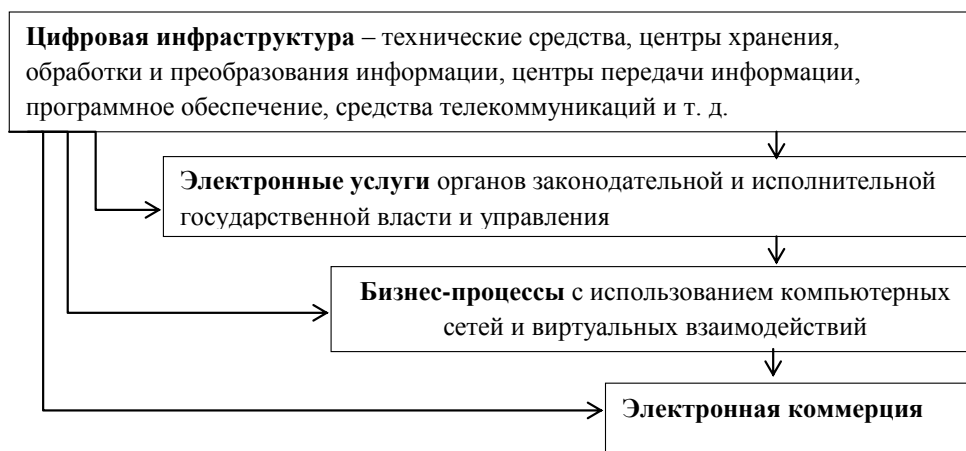 Цифровая инфраструктура – технические средства, центры хранения,
обработки и преобразования информации, центры передачи информации,
программное обеспечение, средства телекоммуникаций и т. д.
Электронные услуги органов законодательной и исполнительной
государственной власти и управления
Бизнес-процессы с использованием компьютерных
сетей и виртуальных взаимодействий
Электронная коммерция